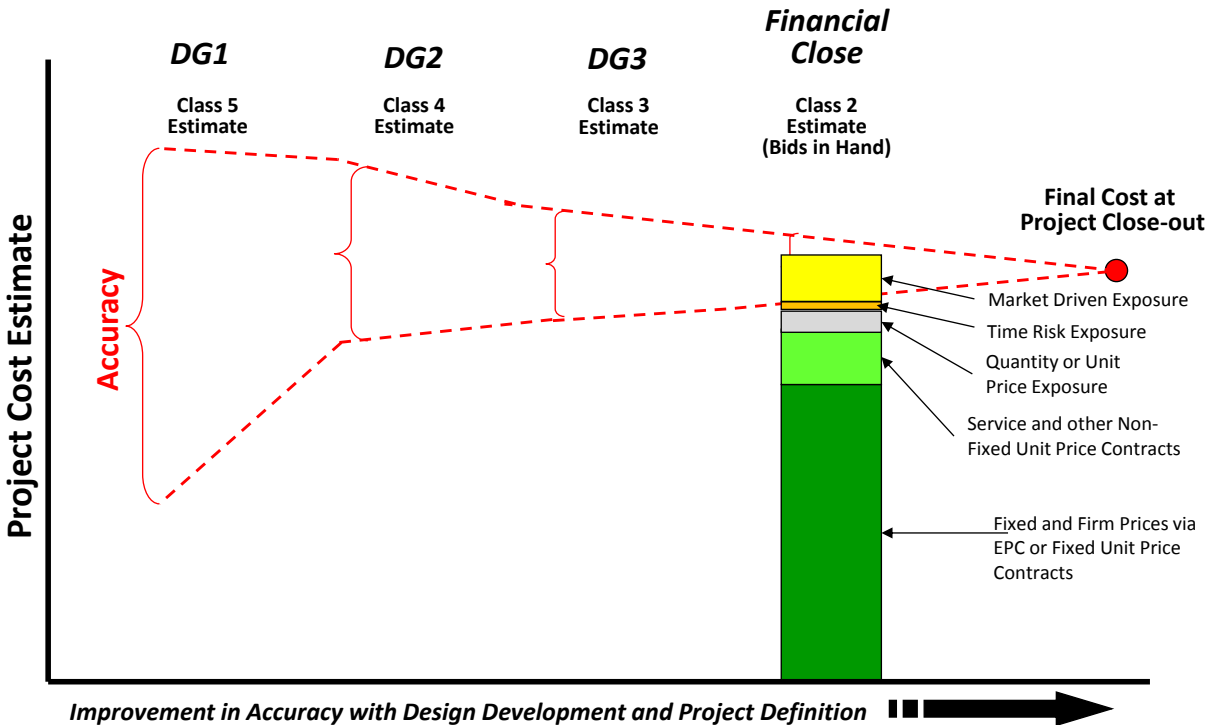 DG1
DG2
DG3
Financial
Close
Class 5
Estimate
Class 4
Estimate
Class 3
Estimate
Class 2
Estimate
(Bids in Hand)
Final Cost at
Project Close-out
Project Cost Estimate
Accuracy
Market Driven Exposure
Time Risk Exposure
Quantity or Unit
Price Exposure
Service and other Non-
Fixed Unit Price Contracts
Fixed and Firm Prices via
EPC or Fixed Unit Price
Contracts
Improvement in Accuracy with Design Development and Project Definition